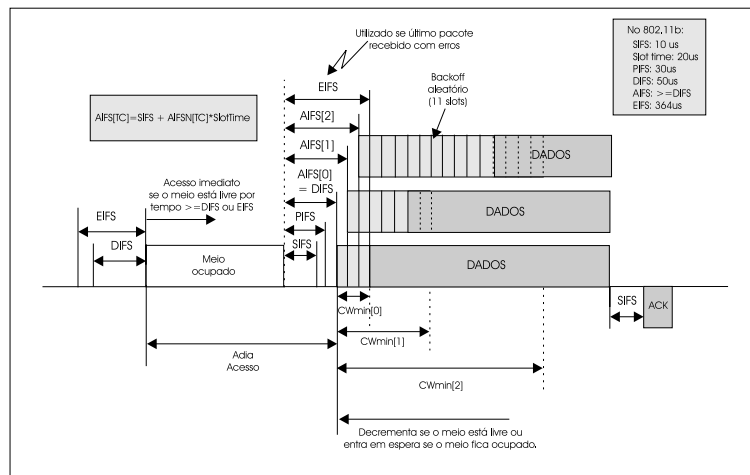 Utilizado se último pacote
recebido com erros
No 802,11b:
SIFS: 10 us
Slot time: 20us
PIFS: 30us
DIFS: 50us
AIFS: >=DIFS
EIFS: 364us
AIFS[TC]=SIFS + AIFSN[TC]*SlotTime
EIFS
Backoff
aleatório
(11 slots)
AIFS[2]
AIFS[1]
DADOS
Acesso imediato
se o meio está livre por
tempo >=DIFS ou EIFS
AIFS[0]
= DIFS
EIFS
PIFS
DADOS
DIFS
SIFS
Meio
ocupado
DADOS
SIFS
ACK
CWmin[0]
CWmin[1]
Adia
Acesso
CWmin[2]
Decrementa se o meio está livre ou
entra em espera se o meio fica ocupado.